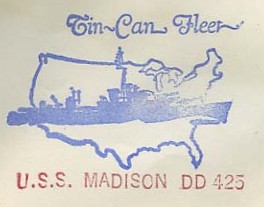 Tin-Can Fleet
U.S.S. MADISON DD 425